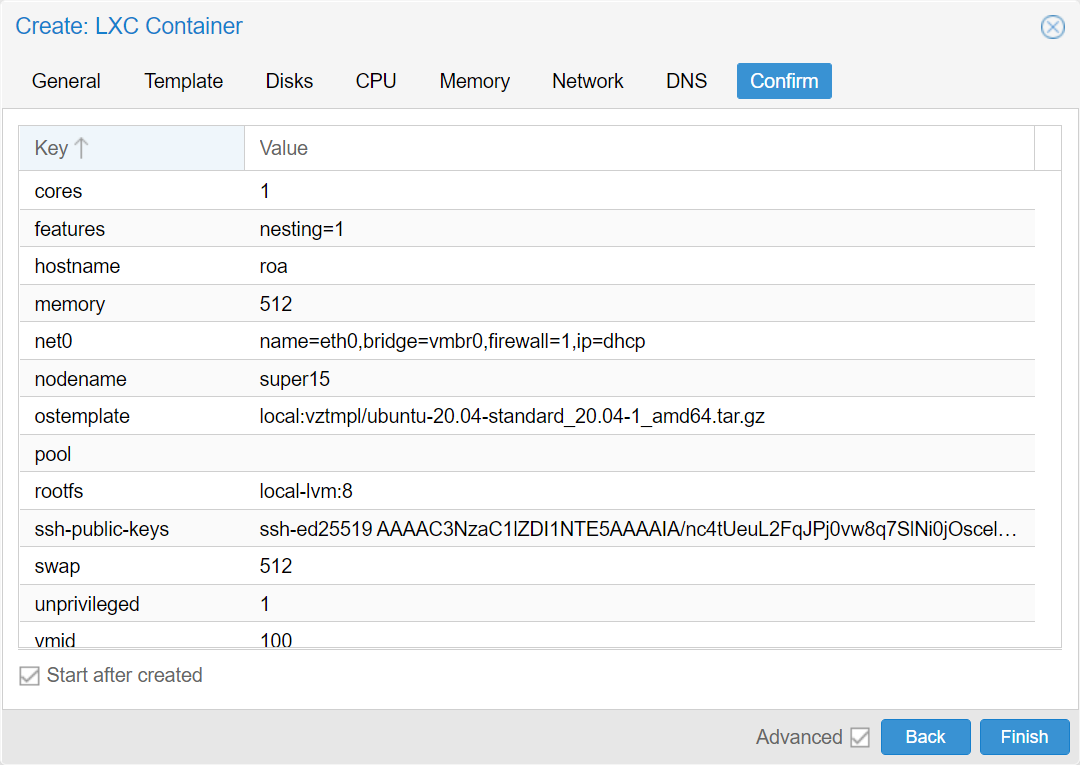 Create: LXC Container
General Template Disks CPU Memory Network DNS Confirm
Key Value
cores 1
features nesting=1
hostname roa
memory 512
net0 name=eth0,bridge=vmbr0,firewall=1,ip=dhcp
nodename super15
ostemplate local:vztmpl/ubuntu-20.04-standard_20.04-1_amd64.tar.gz
pool
rootfs local-lvm:8
ssh-public-keys ssh-ed25519 AAAAC3NzaC1lZDI1NTE5AAAAIA/nc4tUeuL2FqJPj0vw8q7SlNi0jOscel…
swap 512
unprivileged 1
vmid 100
Start after created
Advanced Back Finish